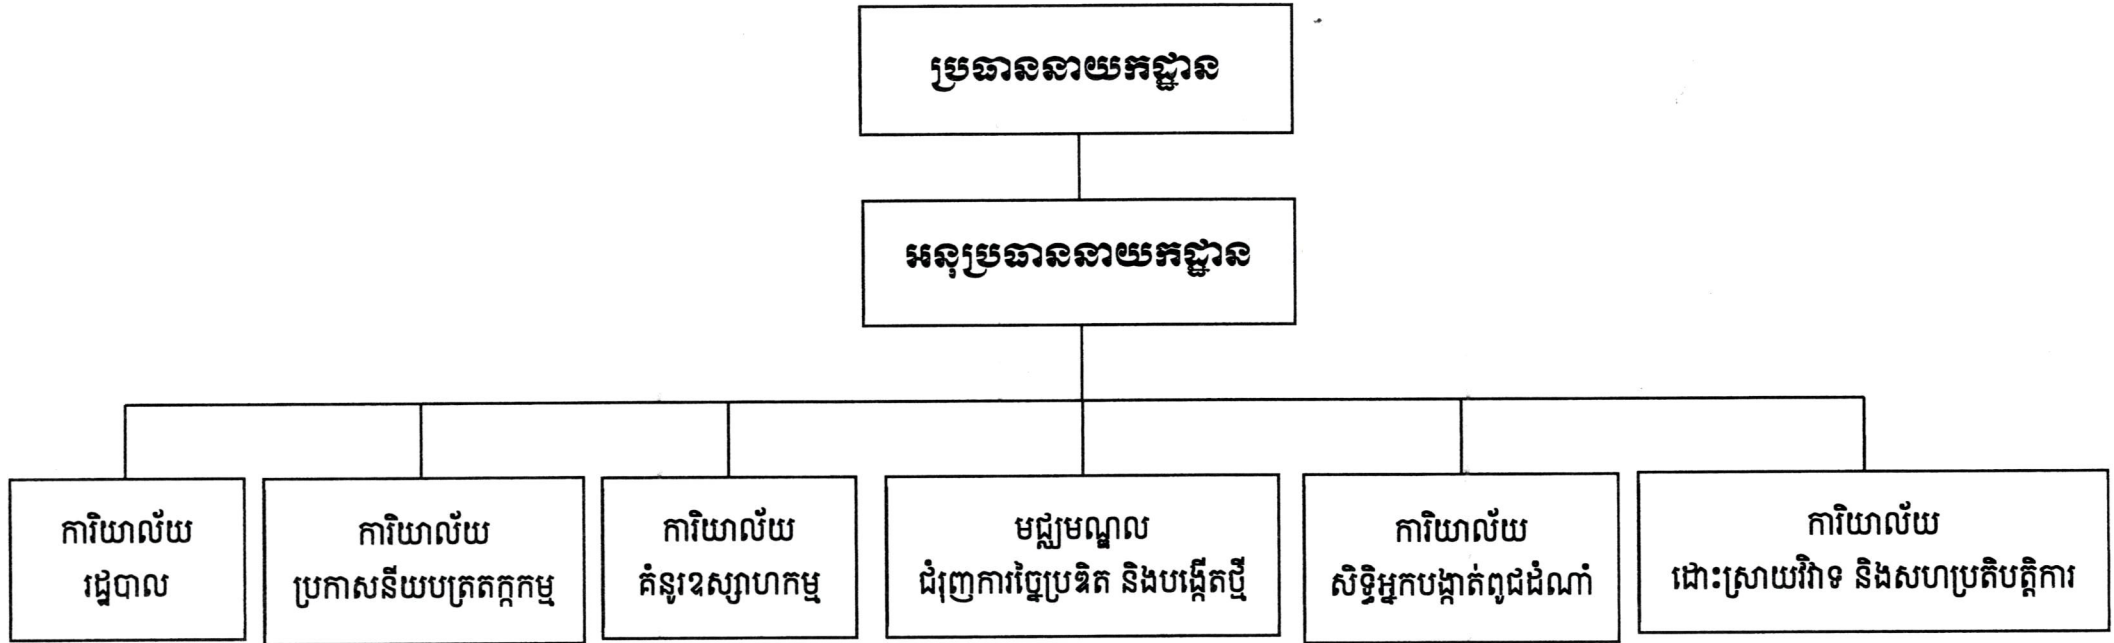 ប្រធាននាយកដ្ឋាន
អនុប្រធាននាយកដ្ឋាន
ការិយាល័យ
រដ្ឋបាល
ការិយាល័យ
ប្រកាសនីយបត្រតក្កកម្ម
ការិយាល័យ
គំនូរឧស្សាហកម្ម
មជ្ឈមណ្ឌល
ជំរុញការច្នៃប្រឌិត និងបង្កើតថ្មី
ការិយាល័យ
សិទ្ធិអ្នកបង្កាត់ពូជដំណាំ
ការិយាល័យ
ដោះស្រាយវិវាទ និងសហប្រតិបត្តិការ